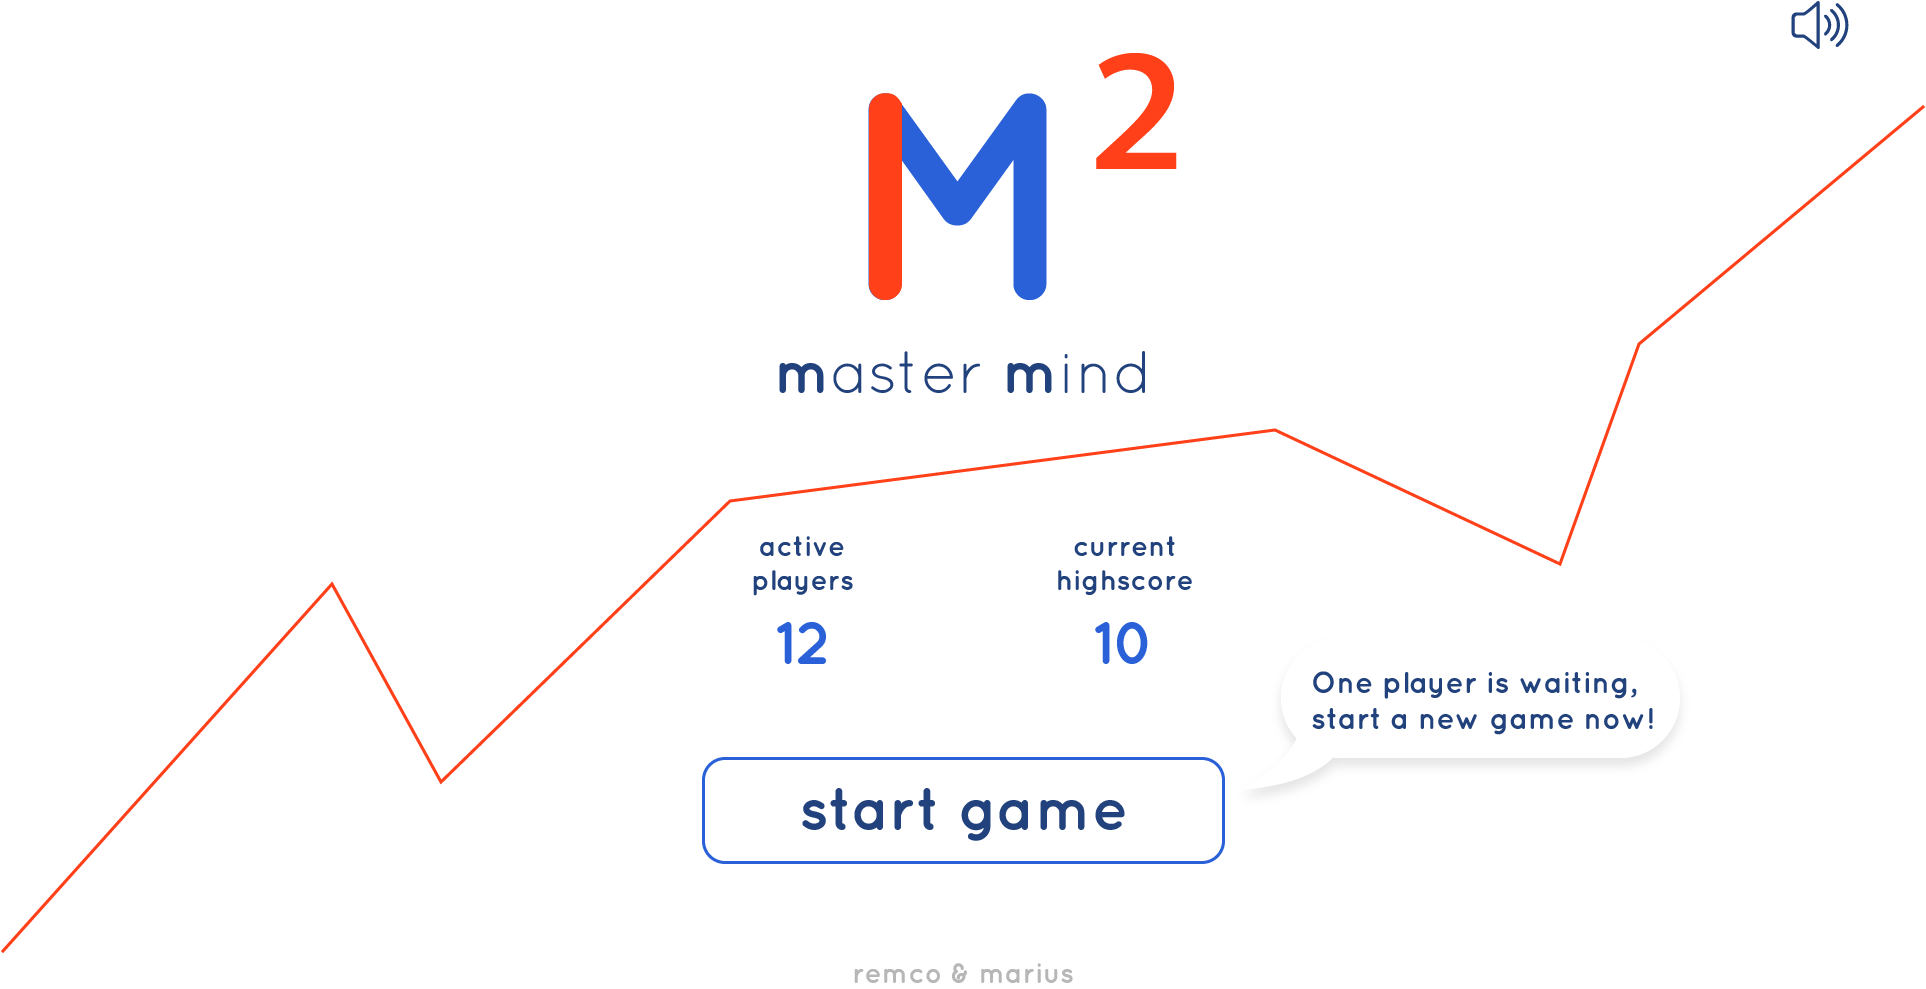 M²
master mind
active
players
12
current
highscore
10
One player is waiting,
start a new game now!
start game
remco & marius